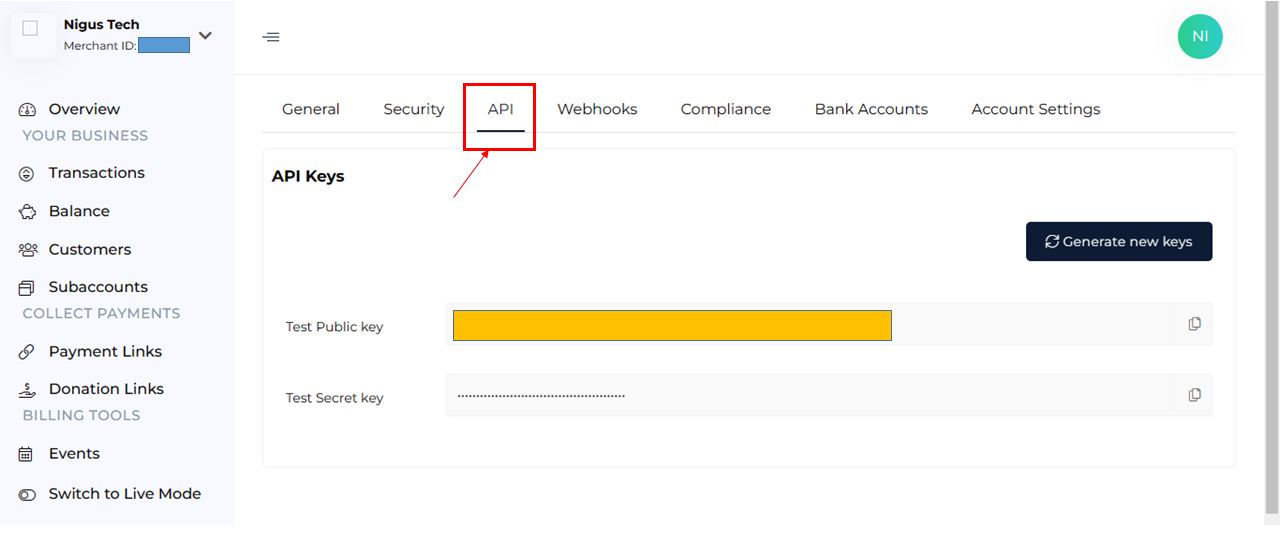 Nigus Tech
Merchant ID:
NI
Overview
YOUR BUSINESS
Transactions
Balance
Customers
Subaccounts
COLLECT PAYMENTS
Payment Links
Donation Links
BILLING TOOLS
Events
Switch to Live Mode
General Security API Webhooks Compliance Bank Accounts Account Settings
API Keys
Generate new keys
Test Public key
Test Secret key